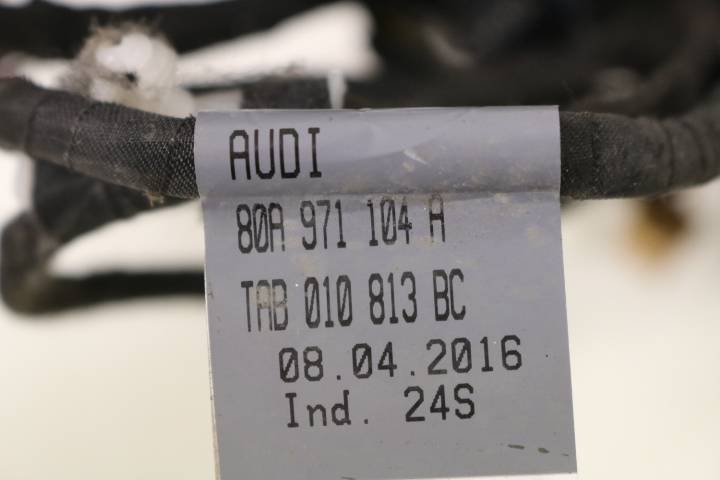 AUDI
80A 971 104 A
TAB 010 813 BC
08.04.2016
Ind. 24S